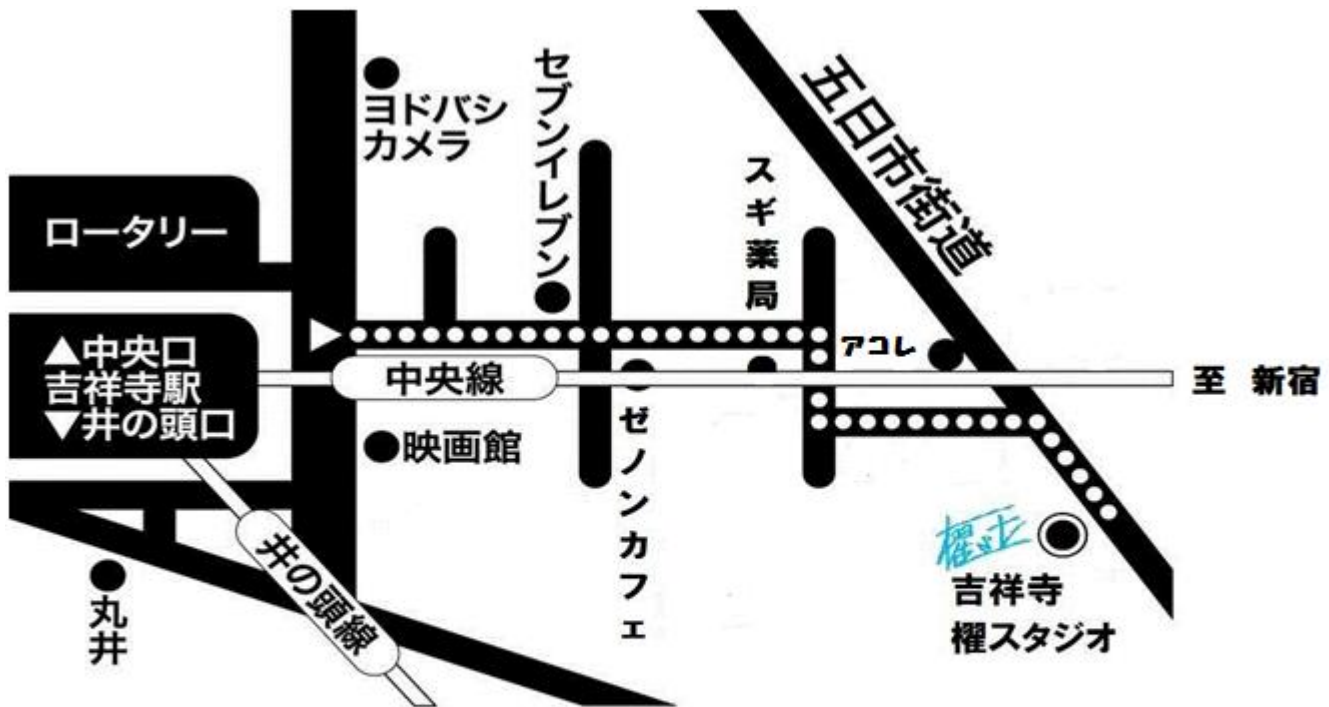 ヨドバシ
カメラ
セブンイレブン
スギ薬局
五日市街道
ロータリー
▲中央口
吉祥寺駅
▼井の頭口
中央線
アコレ
至 新宿
映画館
ゼノンカフェ
井の頭線
丸井
吉祥寺
櫂スタジオ